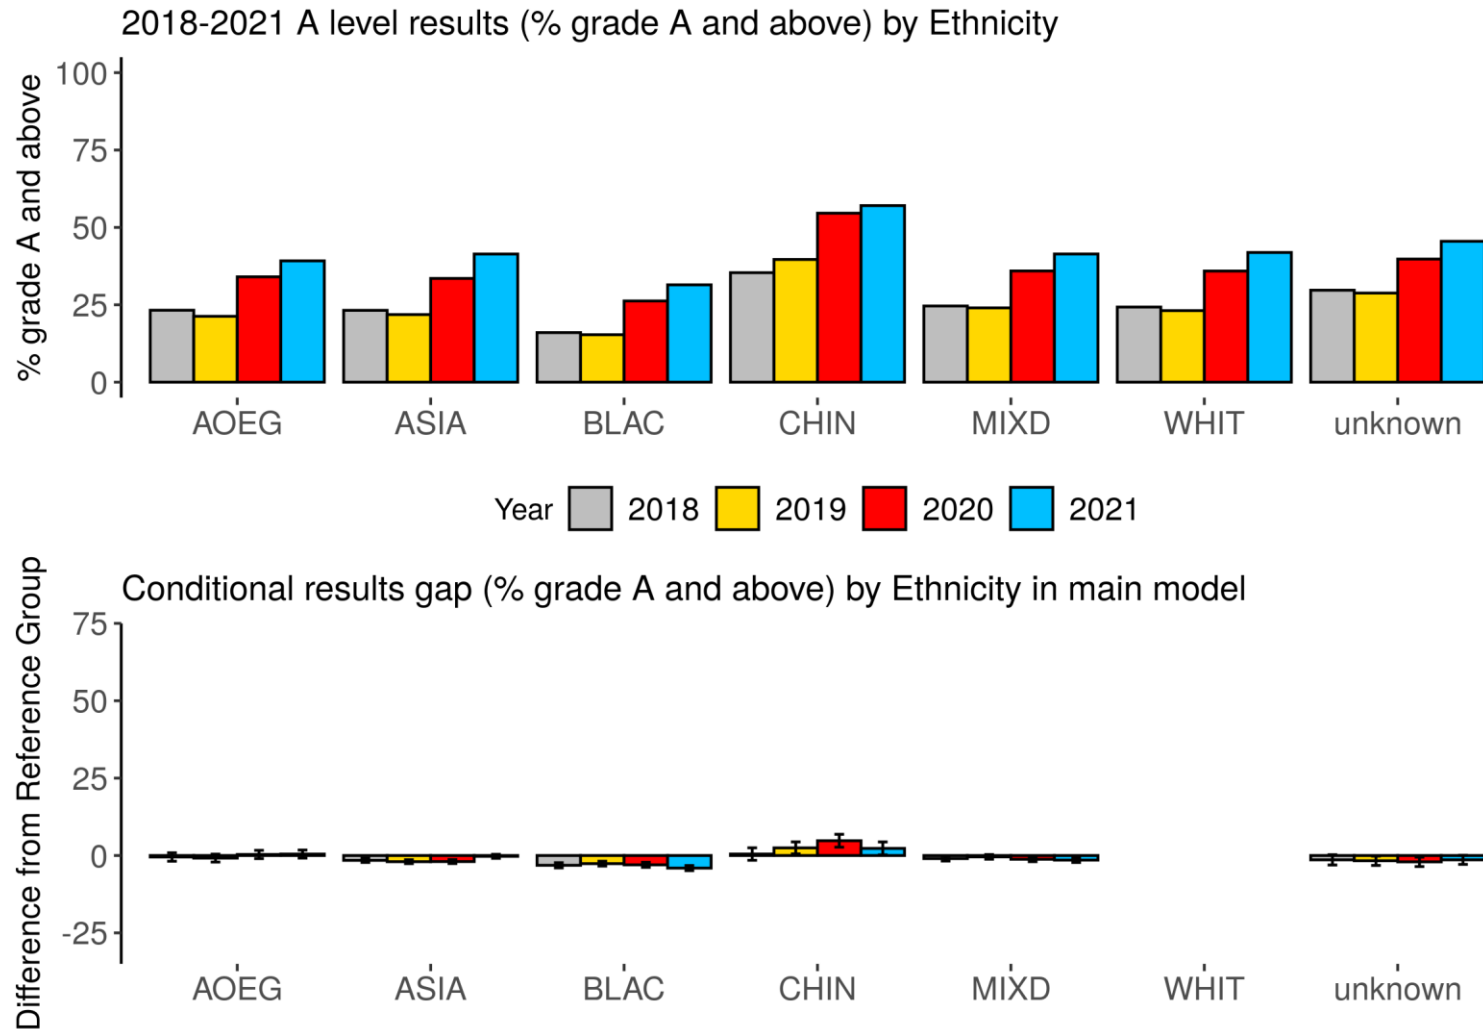 2018-2021 A level results (% grade A and above) by Ethnicity
% grade A and above
100
75
50
25
0
AOEG ASIA BLAC CHIN MIXD WHIT unknown
Year 2018 2019 2020 2021
Conditional results gap (% grade A and above) by Ethnicity in main model
Difference from Reference Group
75
50
25
0
-25
AOEG ASIA BLAC CHIN MIXD WHIT unknown